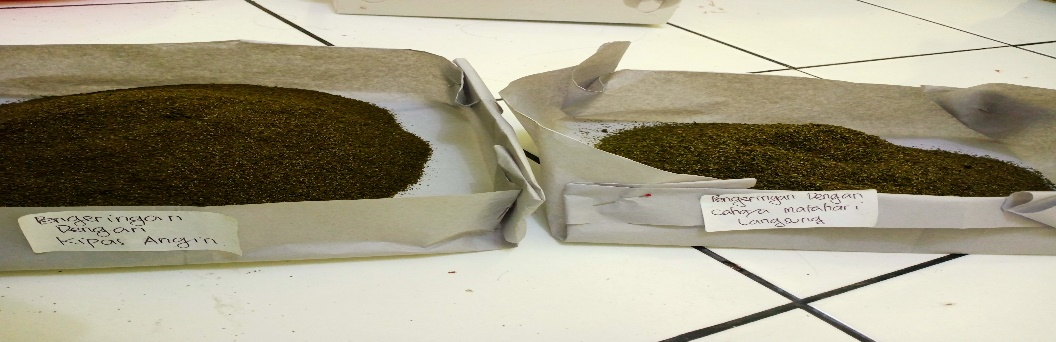 Pengeringan
Dengan
Kipas Angin
Pengeringan Dengan
Cahaya Matahari
Langsung